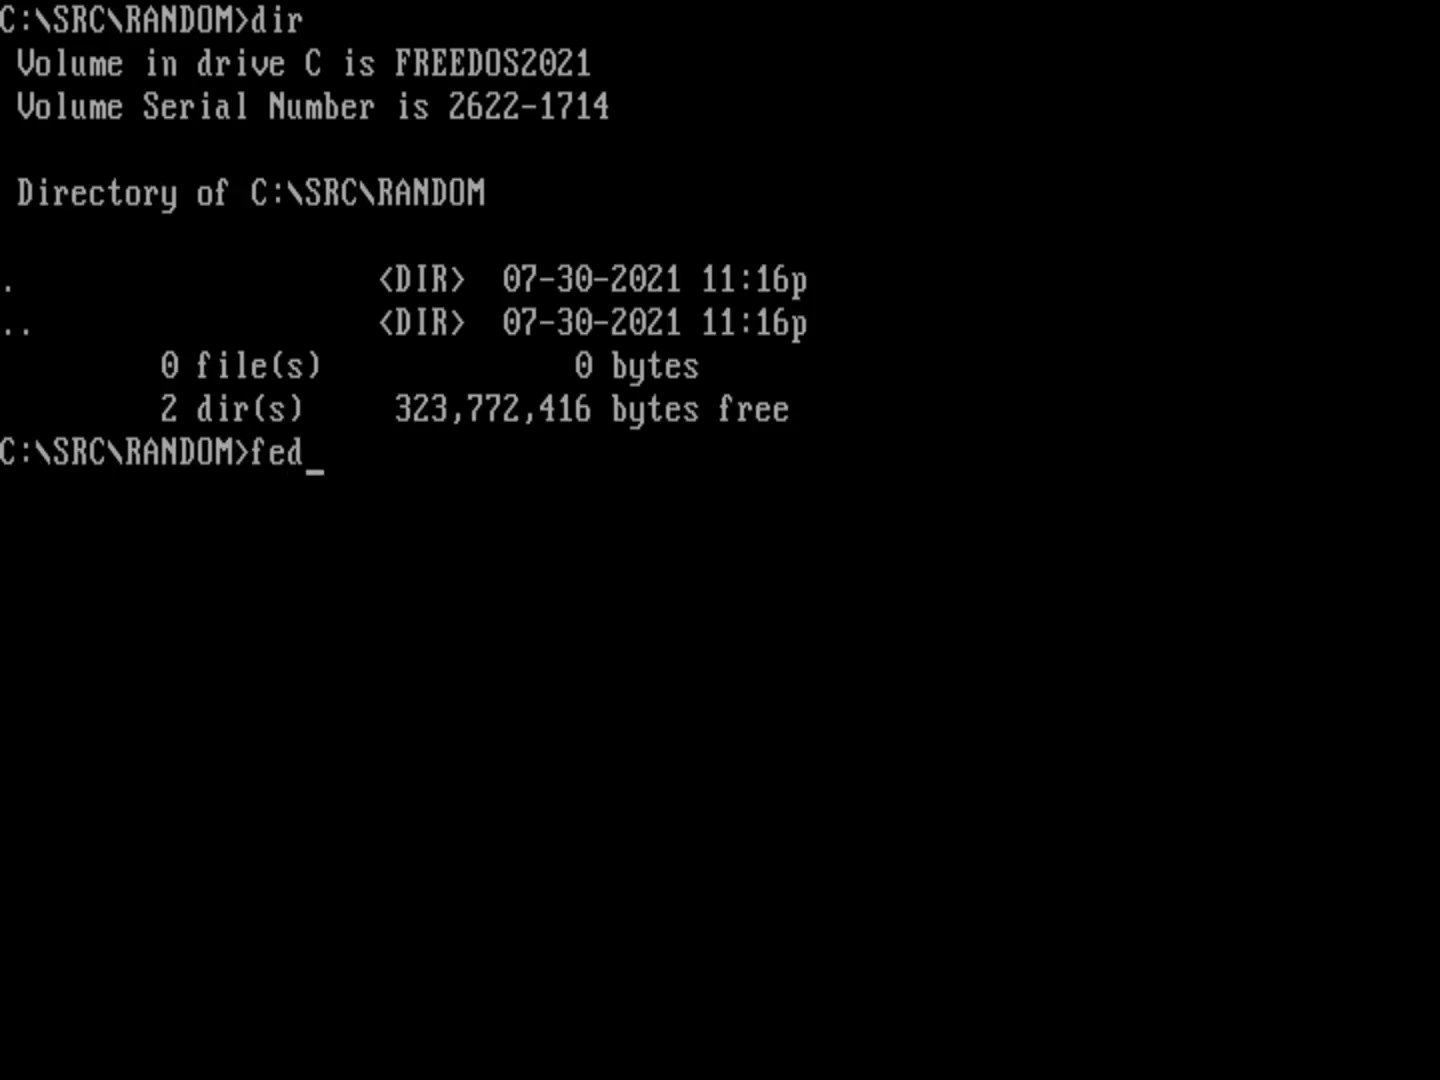 C:\SRC\RANDOM>dir
 Volume in drive C is FREEDOS2021
 Volume Serial Number is 2622-1714

 Directory of C:\SRC\RANDOM

.                    <DIR>  07-30-2021 11:16p
..                   <DIR>  07-30-2021 11:16p
         0 file(s)              0 bytes
         2 dir(s)     323,772,416 bytes free
C:\SRC\RANDOM>fed_